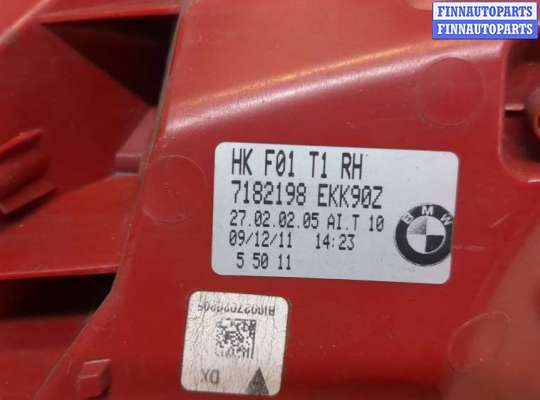 FINNAUTOPARTS
FINNAUTOPARTS
HK F01 T1 RH
7182198 EKK90Z
27.02.02.05 AI.T 10
09/12/11 14:23
5 50 11
BMW
DX